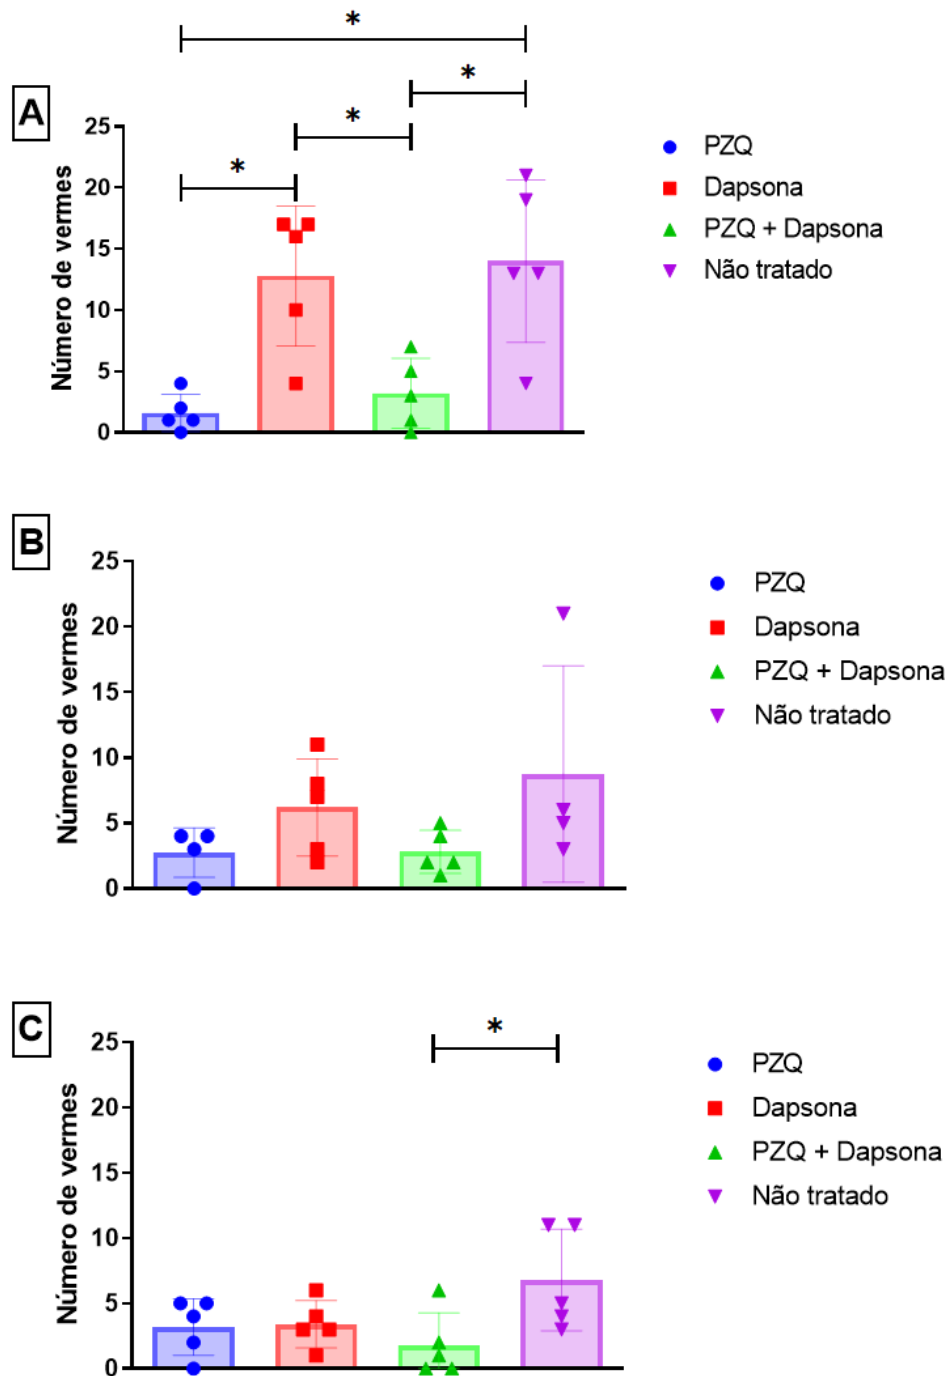 *
*
A
*
*
25
20
15
10
5
0
Número de vermes
PZQ
Dapsona
PZQ + Dapsona
Não tratado
B
25
20
15
10
5
0
Número de vermes
PZQ
Dapsona
PZQ + Dapsona
Não tratado
C
*
25
20
15
10
5
0
Número de vermes
PZQ
Dapsona
PZQ + Dapsona
Não tratado